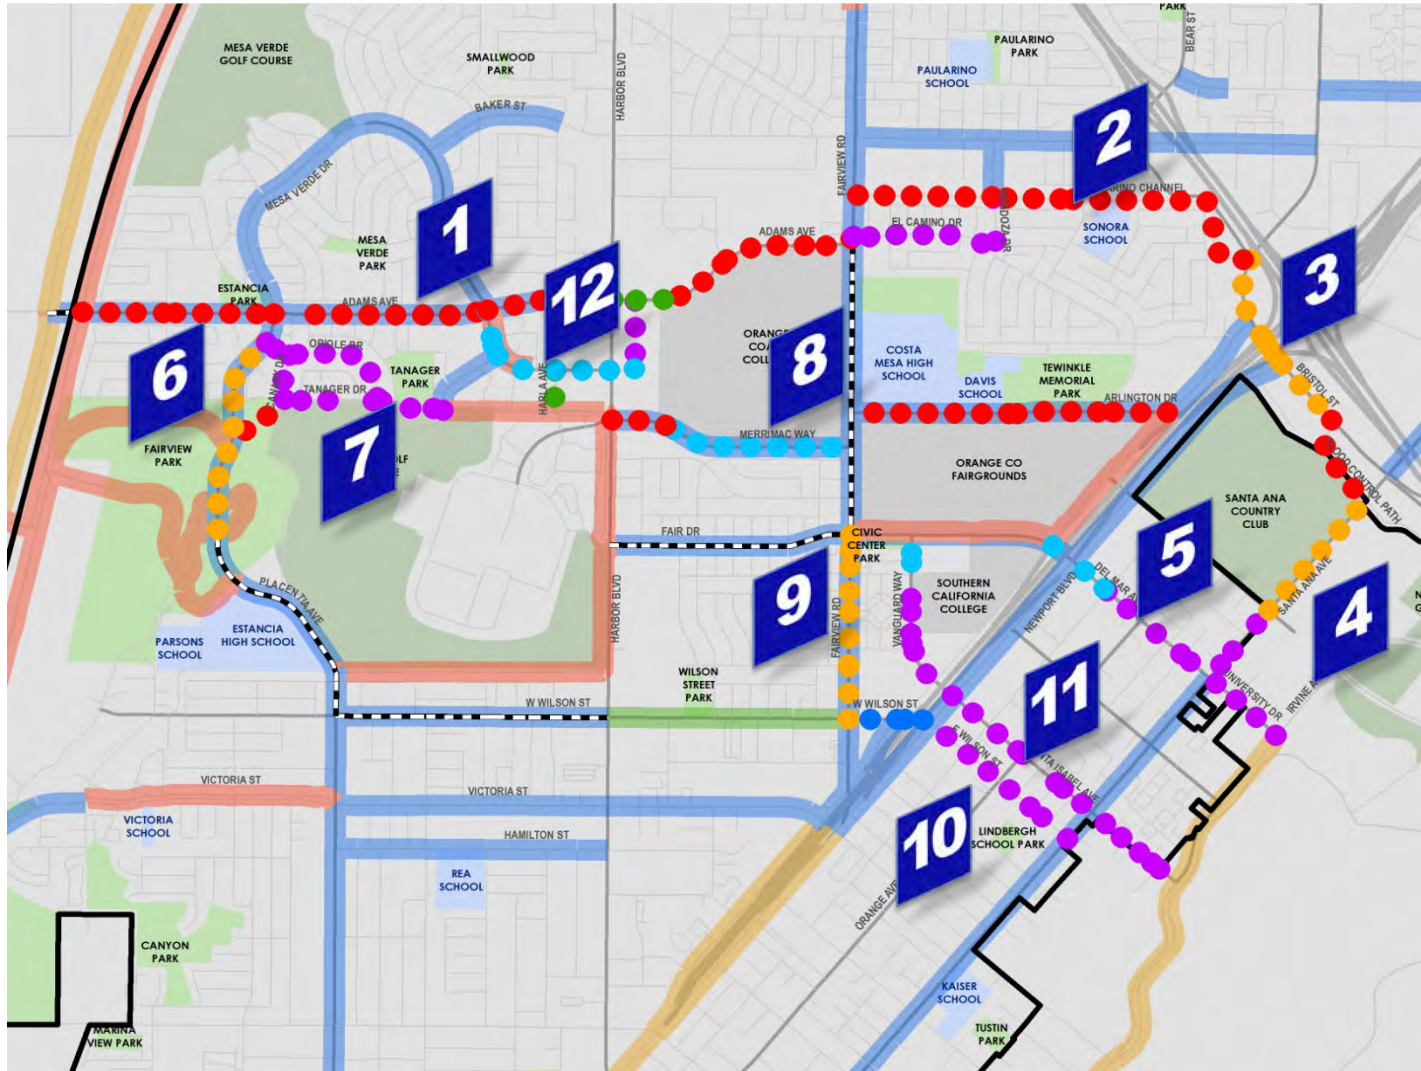 PARK
BEAR ST
MESA VERDE
GOLF COURSE
SMALLWOOD
PARK
HARBOR BLVD
PAULARINO
PARK
PAULARINO
SCHOOL
BAKER ST
2
FAIRVIEW RD
MESA VERDE DR
ARINO CHANNEL
1
EL CAMINO DR
SONORA
SCHOOL
ADAMS AVE
MESA
VERDE
PARK
3
12
ESTANCIA
PARK
ADAMS AVE
8
ORIOLE DR
6
TANAGER
PARK
TANAGER DR
HARLA AVE
COSTA
MESA HIGH
SCHOOL
DAVIS
SCHOOL
TEWINKLE
MEMORIAL
PARK
ARLINGTON DR
BRISTOL ST
FAIRVIEW
PARK
7
MERRIMAC WAY
ORANGE CO
FAIRGROUNDS
SANTA ANA
COUNTRY
CLUB
FAIR DR
CIVIC
CENTER
PARK
9
FAIRVIEW RD
VANGUARD WAY
SOUTHERN
CALIFORNIA
COLLEGE
NEWPORT BLVD
5
SANTA ANA AVE
4
PLACENTIA AVE
HARBOR BLVD
PARSONS
SCHOOL
ESTANCIA
HIGH SCHOOL
WILSON
STREET
PARK
UNIVERSITY DR
W WILSON ST
W WILSON ST
E WILSON ST
11
VICTORIA ST
VICTORIA ST
VICTORIA
SCHOOL
HAMILTON ST
10
LINDBERGH
SCHOOL PARK
REA
SCHOOL
ORANGE AVE
CANYON
PARK
KAISER
SCHOOL
MARINA
VIEW PARK
TUSTIN
PARK